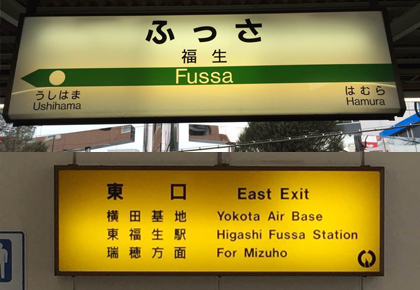 ふっさ
福生
Fussa
うしはま はむら
Ushihama Hamura
東口 East Exit
横田基地 Yokota Air Base
東福生駅 Higashi Fussa Station
瑞穂方面 For Mizuho